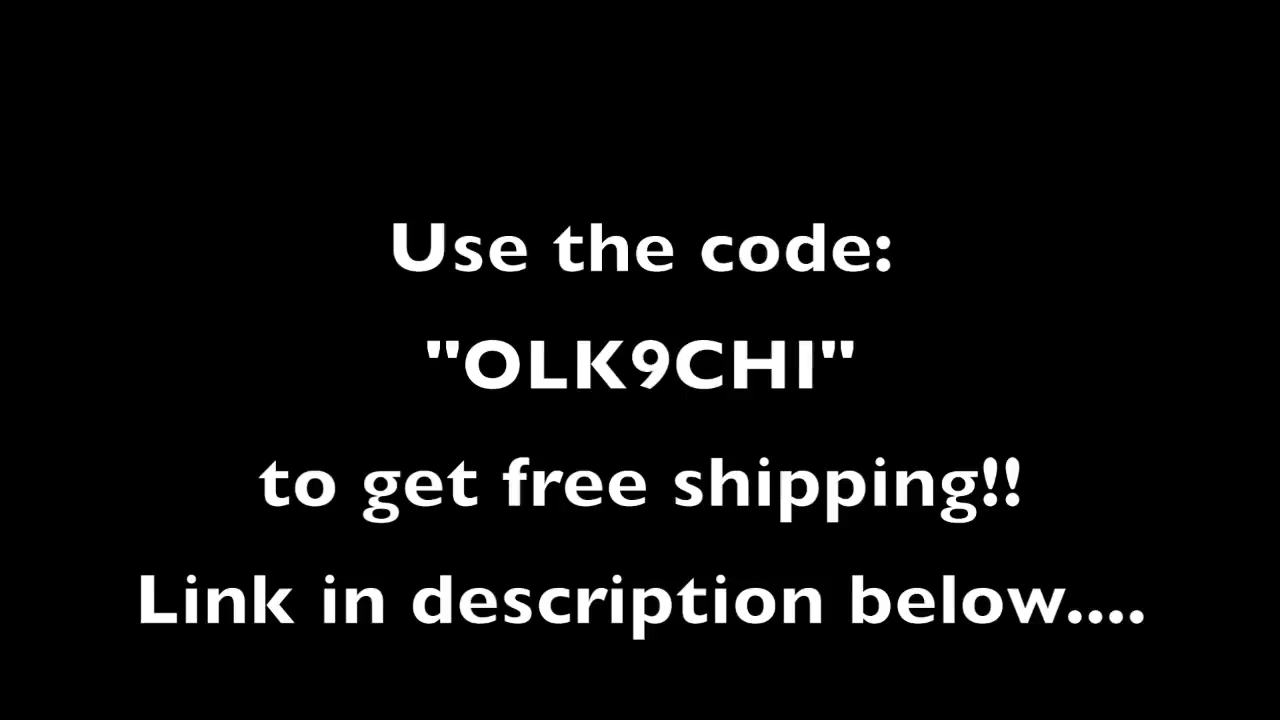 Use the code:
"OLK9CHI"
to get free shipping!!
Link in description below....